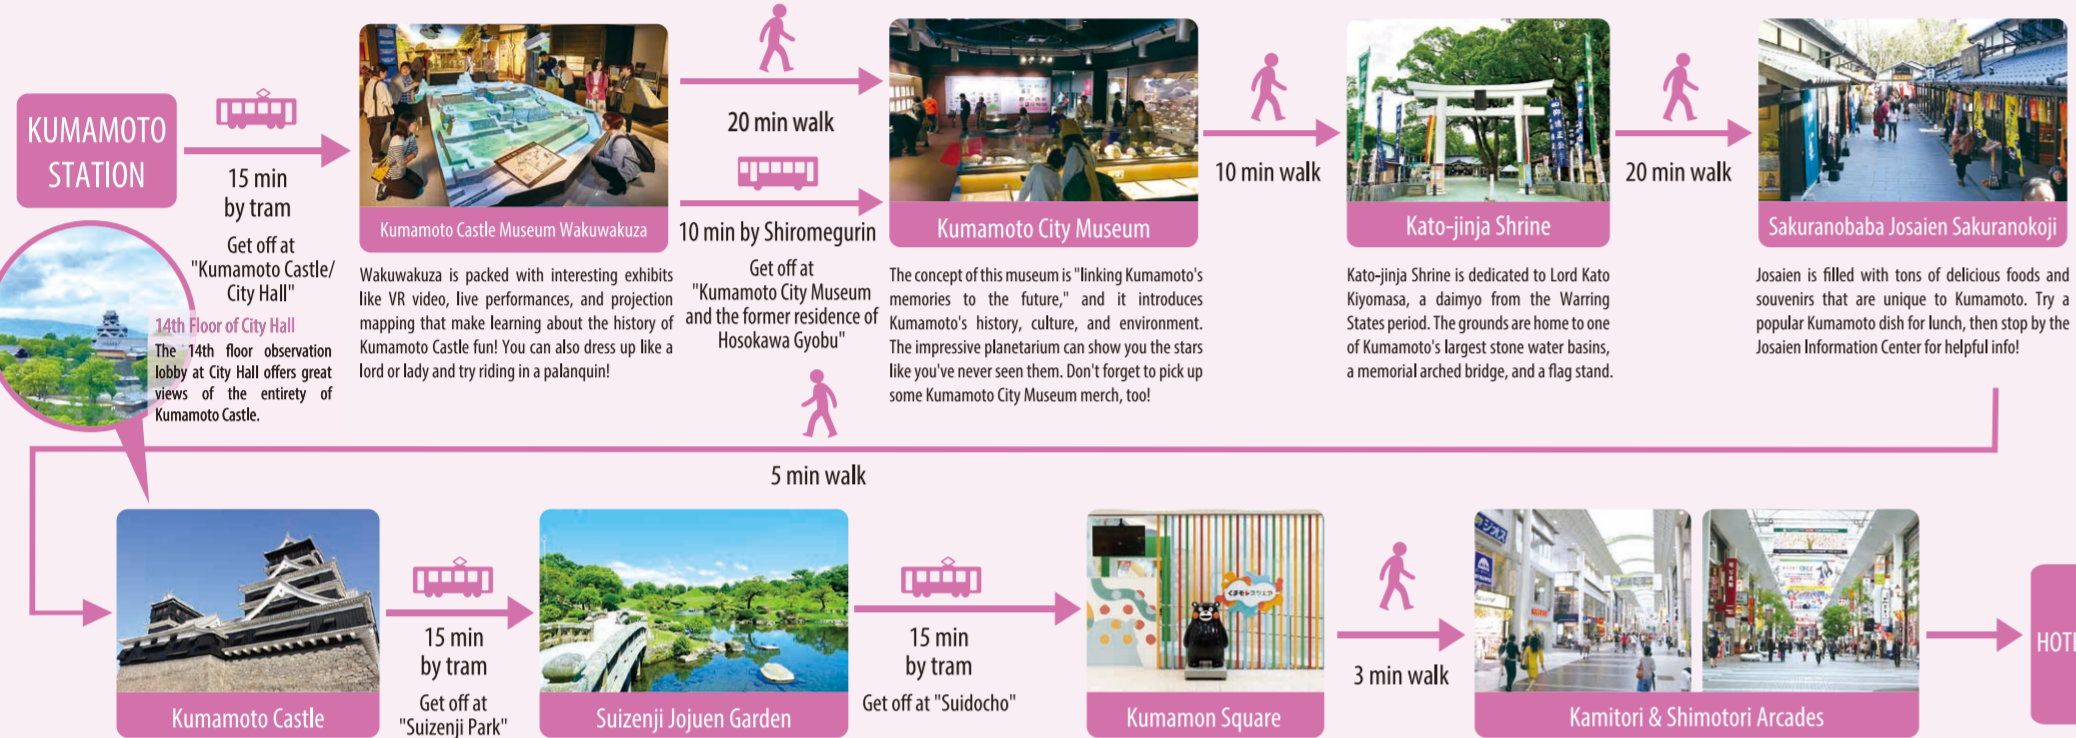 KUMAMOTO
STATION
15 min
by tram
Get off at
"Kumamoto Castle/
City Hall"
14th Floor of City Hall
The 14th floor observation
lobby at City Hall offers great
views of the entirety of
Kumamoto Castle.
Kumamoto Castle Museum Wakuwakuza
Wakuwakuza is packed with interesting exhibits
like VR video, live performances, and projection
mapping that make learning about the history of
Kumamoto Castle fun! You can also dress up like a
lord or lady and try riding in a palanquin!
20 min walk
10 min by Shiromegurin
Get off at
"Kumamoto City Museum
and the former residence of
Hosokawa Gyobu"
Kumamoto City Museum
The concept of this museum is "linking Kumamoto's
memories to the future," and it introduces
Kumamoto's history, culture, and environment.
The impressive planetarium can show you the stars
like you've never seen them. Don't forget to pick up
some Kumamoto City Museum merch, too!
10 min walk
Kato-jinja Shrine
Kato-jinja Shrine is dedicated to Lord Kato
Kiyomasa, a daimyo from the Warring
States period. The grounds are home to one
of Kumamoto's largest stone water basins,
a memorial arched bridge, and a flag stand.
20 min walk
Sakuranobaba Josaien Sakuranokoji
Josaien is filled with tons of delicious foods and
souvenirs that are unique to Kumamoto. Try a
popular Kumamoto dish for lunch, then stop by the
Josaien Information Center for helpful info!
5 min walk
Kumamoto Castle
15 min
by tram
Get off at
"Suizenji Park"
Suizenji Jojuen Garden
15 min
by tram
Get off at "Suidocho"
くまモンスクエア
Kumamon Square
3 min walk
Kamitori & Shimotori Arcades
HOTE